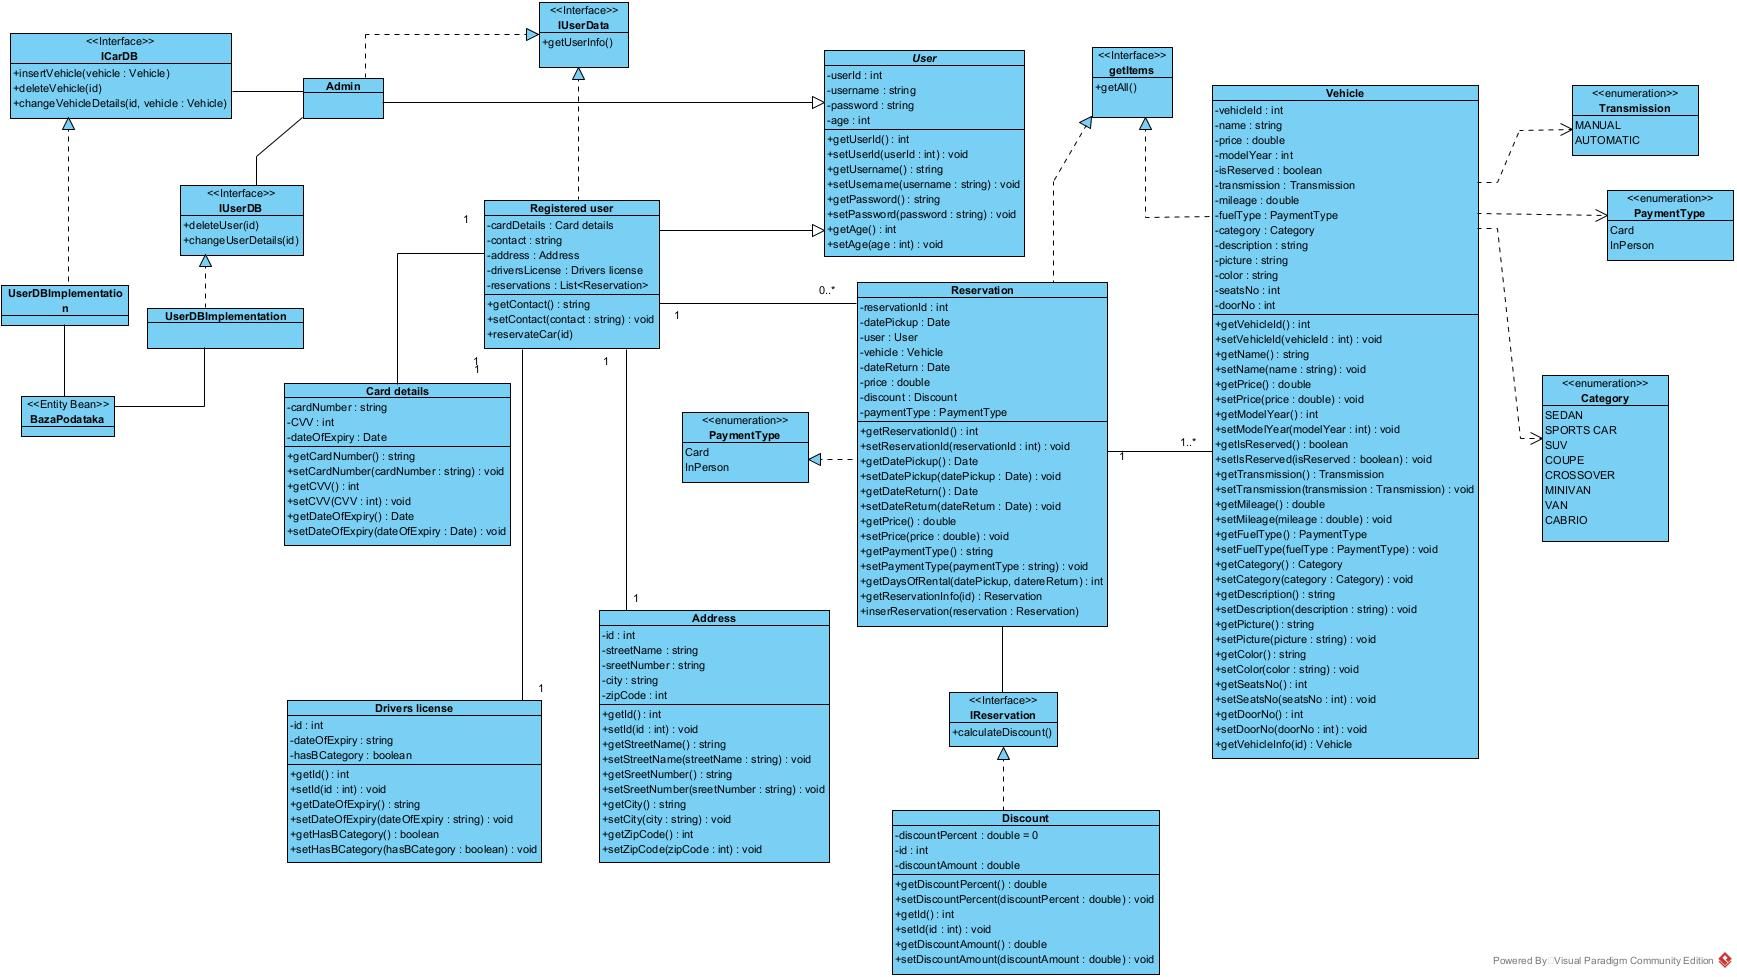 <<Interface>>
ICarDB
+insertVehicle(vehicle : Vehicle)
+deleteVehicle(id)
+changeVehicleDetails(id, vehicle : Vehicle)
Admin
<<Interface>>
IUserData
+getUserInfo()
<<Interface>>
IUserDB
+deleteUser(id)
+changeUserDetails(id)
UserDBImplementatio
n
UserDBImplementation
<<Entity Bean>>
BazaPodataka
User
-userId : int
-username : string
-password : string
-age : int
+getUserId() : int
+setUserId(userId : int) : void
+getUsername() : string
+setUsername(username : string) : void
+getPassword() : string
+setPassword(password : string) : void
+getAge() : int
+setAge(age : int) : void
1
Registered user
-cardDetails : Card details
-contact : string
-address : Address
-driversLicense : Drivers license
-reservations : List<Reservation>
+getContact() : string
+setContact(contact : string) : void
+reservateCar(id)
1
0..*
1
1
1
Card details
-cardNumber : string
-CVV : int
-dateOfExpiry : Date
+getCardNumber() : string
+setCardNumber(cardNumber : string) : void
+getCVV() : int
+setCVV(CVV : int) : void
+getDateOfExpiry() : Date
+setDateOfExpiry(dateOfExpiry : Date) : void
1
Drivers license
-id : int
-dateOfExpiry : string
-hasBCategory : boolean
+getId() : int
+setId(id : int) : void
+getDateOfExpiry() : string
+setDateOfExpiry(dateOfExpiry : string) : void
+getHasBCategory() : boolean
+setHasBCategory(hasBCategory : boolean) : void
1
Address
-id : int
-streetName : string
-sreetNumber : string
-city : string
-zipCode : int
+getId() : int
+setId(id : int) : void
+getStreetName() : string
+setStreetName(streetName : string) : void
+getSreetNumber() : string
+setSreetNumber(sreetNumber : string) : void
+getCity() : string
+setCity(city : string) : void
+getZipCode() : int
+setZipCode(zipCode : int) : void
<<enumeration>>
PaymentType
Card
InPerson
<<Interface>>
getItems
+getAll()
Reservation
-reservationId : int
-datePickup : Date
-user : User
-vehicle : Vehicle
-dateReturn : Date
-price : double
-discount : Discount
-paymentType : PaymentType
+getReservationId() : int
+setReservationId(reservationId : int) : void
+getDatePickup() : Date
+setDatePickup(datePickup : Date) : void
+getDateReturn() : Date
+setDateReturn(dateReturn : Date) : void
+getPrice() : double
+setPrice(price : double) : void
+getPaymentType() : string
+setPaymentType(paymentType : string) : void
+getDaysOfRental(datePickup, datereReturn) : int
+getReservationInfo(id) : Reservation
+inserReservation(reservation : Reservation)
1..*
1
<<Interface>>
IReservation
+calculateDiscount()
Discount
-discountPercent : double = 0
-id : int
-discountAmount : double
+getDiscountPercent() : double
+setDiscountPercent(discountPercent : double) : void
+getId() : int
+setId(id : int) : void
+getDiscountAmount() : double
+setDiscountAmount(discountAmount : double) : void
Vehicle
-vehicleId : int
-name : string
-price : double
-modelYear : int
-isReserved : boolean
-transmission : Transmission
-mileage : double
-fuelType : PaymentType
-category : Category
-description : string
-picture : string
-color : string
-seatsNo : int
-doorNo : int
+getVehicleId() : int
+setVehicleId(vehicleId : int) : void
+getName() : string
+setName(name : string) : void
+getPrice() : double
+setPrice(price : double) : void
+getModelYear() : int
+setModelYear(modelYear : int) : void
+getIsReserved() : boolean
+setIsReserved(isReserved : boolean) : void
+getTransmission() : Transmission
+setTransmission(transmission : Transmission) : void
+getMileage() : double
+setMileage(mileage : double) : void
+getFuelType() : PaymentType
+setFuelType(fuelType : PaymentType) : void
+getCategory() : Category
+setCategory(category : Category) : void
+getDescription() : string
+setDescription(description : string) : void
+getPicture() : string
+setPicture(picture : string) : void
+getColor() : string
+setColor(color : string) : void
+getSeatsNo() : int
+setSeatsNo(seatsNo : int) : void
+getDoorNo() : int
+setDoorNo(doorNo : int) : void
+getVehicleInfo(id) : Vehicle
<<enumeration>>
Transmission
MANUAL
AUTOMATIC
<<enumeration>>
PaymentType
Card
InPerson
<<enumeration>>
Category
SEDAN
SPORTS CAR
SUV
COUPE
CROSSOVER
MINIVAN
VAN
CABRIO
Powered By Visual Paradigm Community Edition